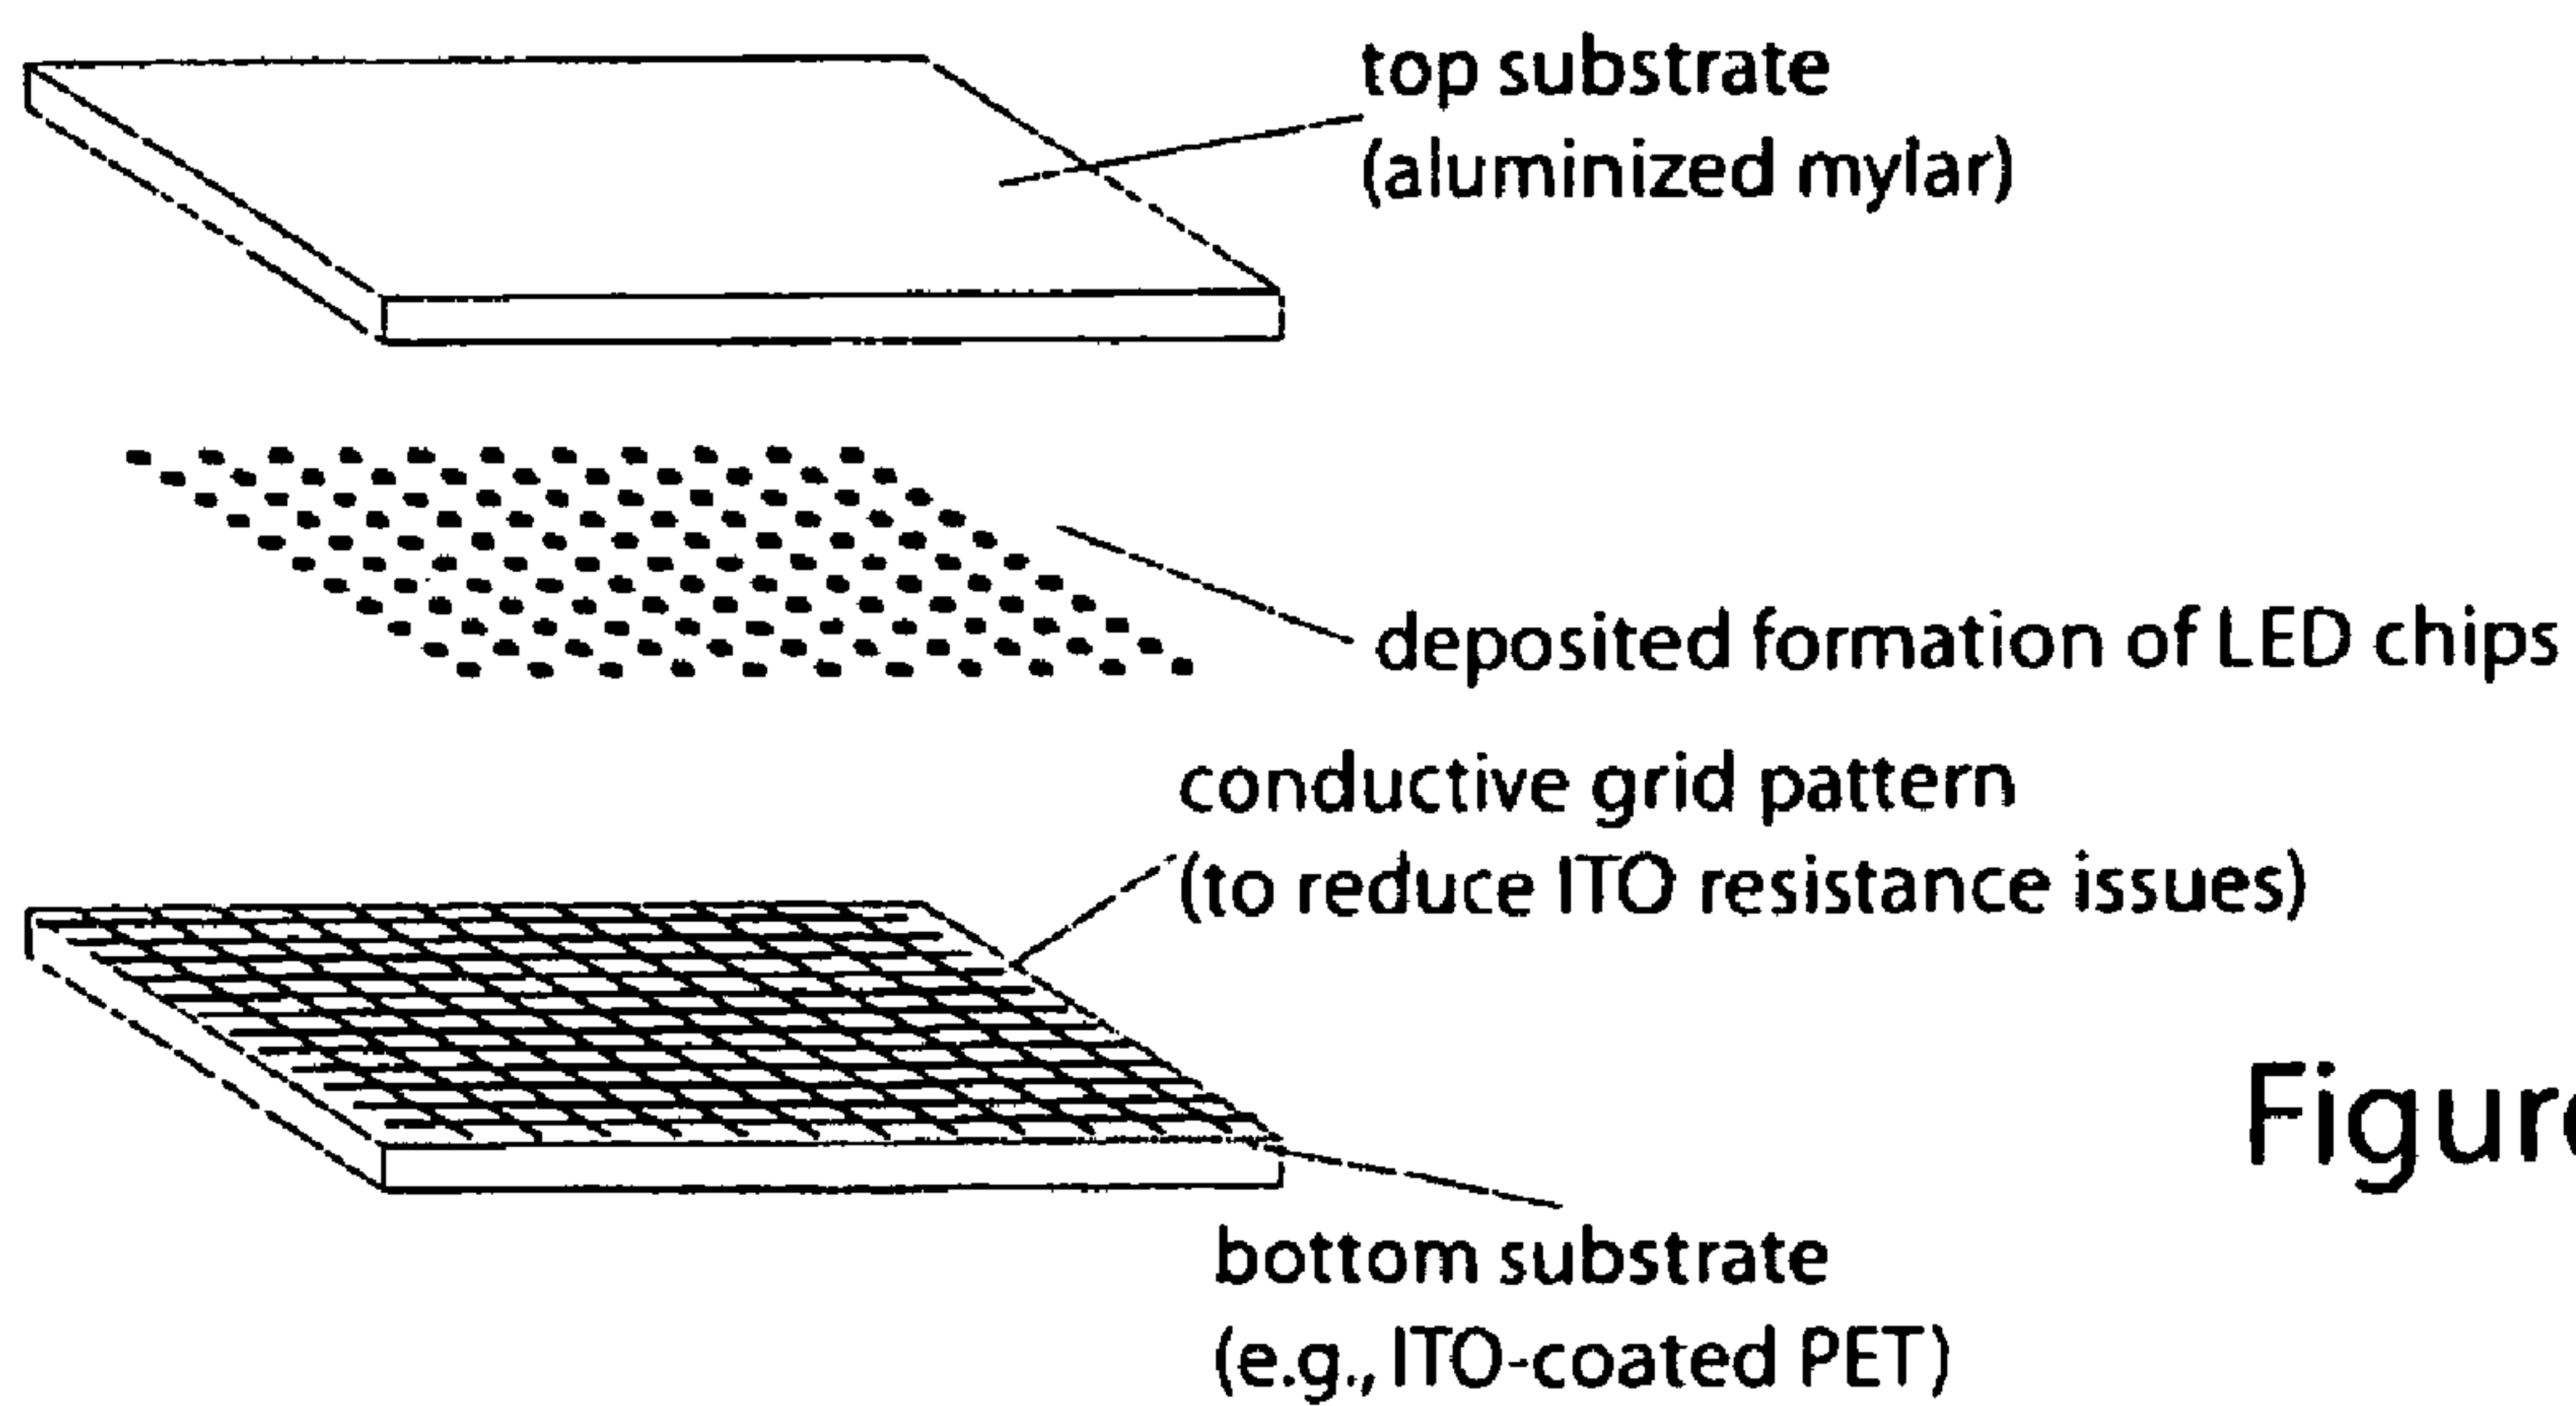 top substrate
(aluminized mylar)
deposited formation of LED chips
conductive grid pattern
(to reduce ITO resistance issues)
bottom substrate
(e.g., ITO-coated PET)